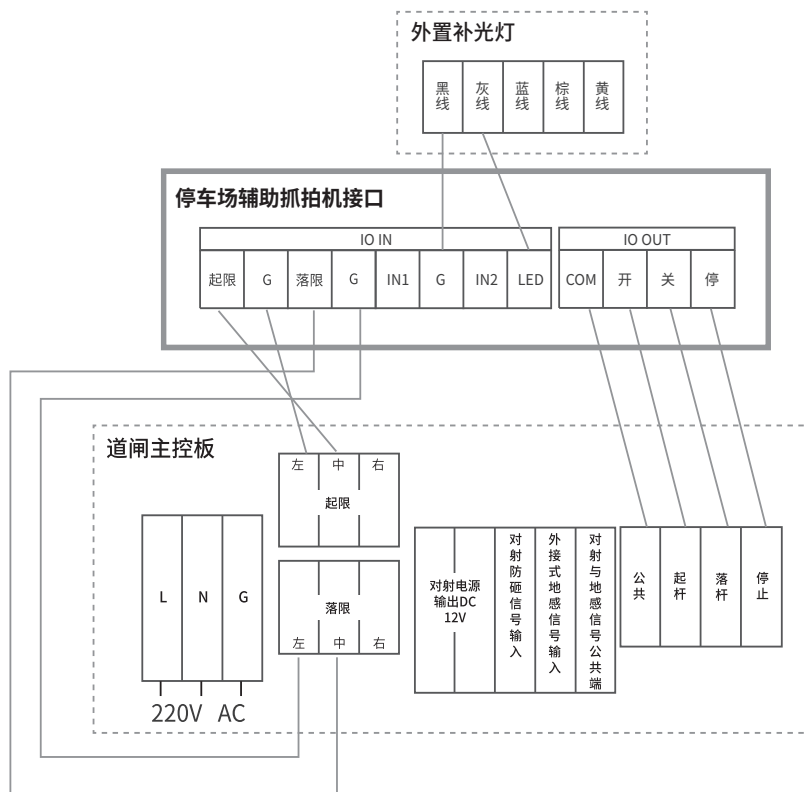 外置补光灯
黑线 灰线 蓝线 棕线 黄线
停车场辅助抓拍机接口
IO IN
IO OUT
起限 G 落限 G IN1 G IN2 LED
COM 开 关 停
道闸主控板
左 中 右
起限
L N G
220V AC
落限
左 中 右
对射电源
输出DC
12V
对射防砸信号输入
外接式地感信号输入
对射与地感信号公共端
公共
起杆
落杆
停止